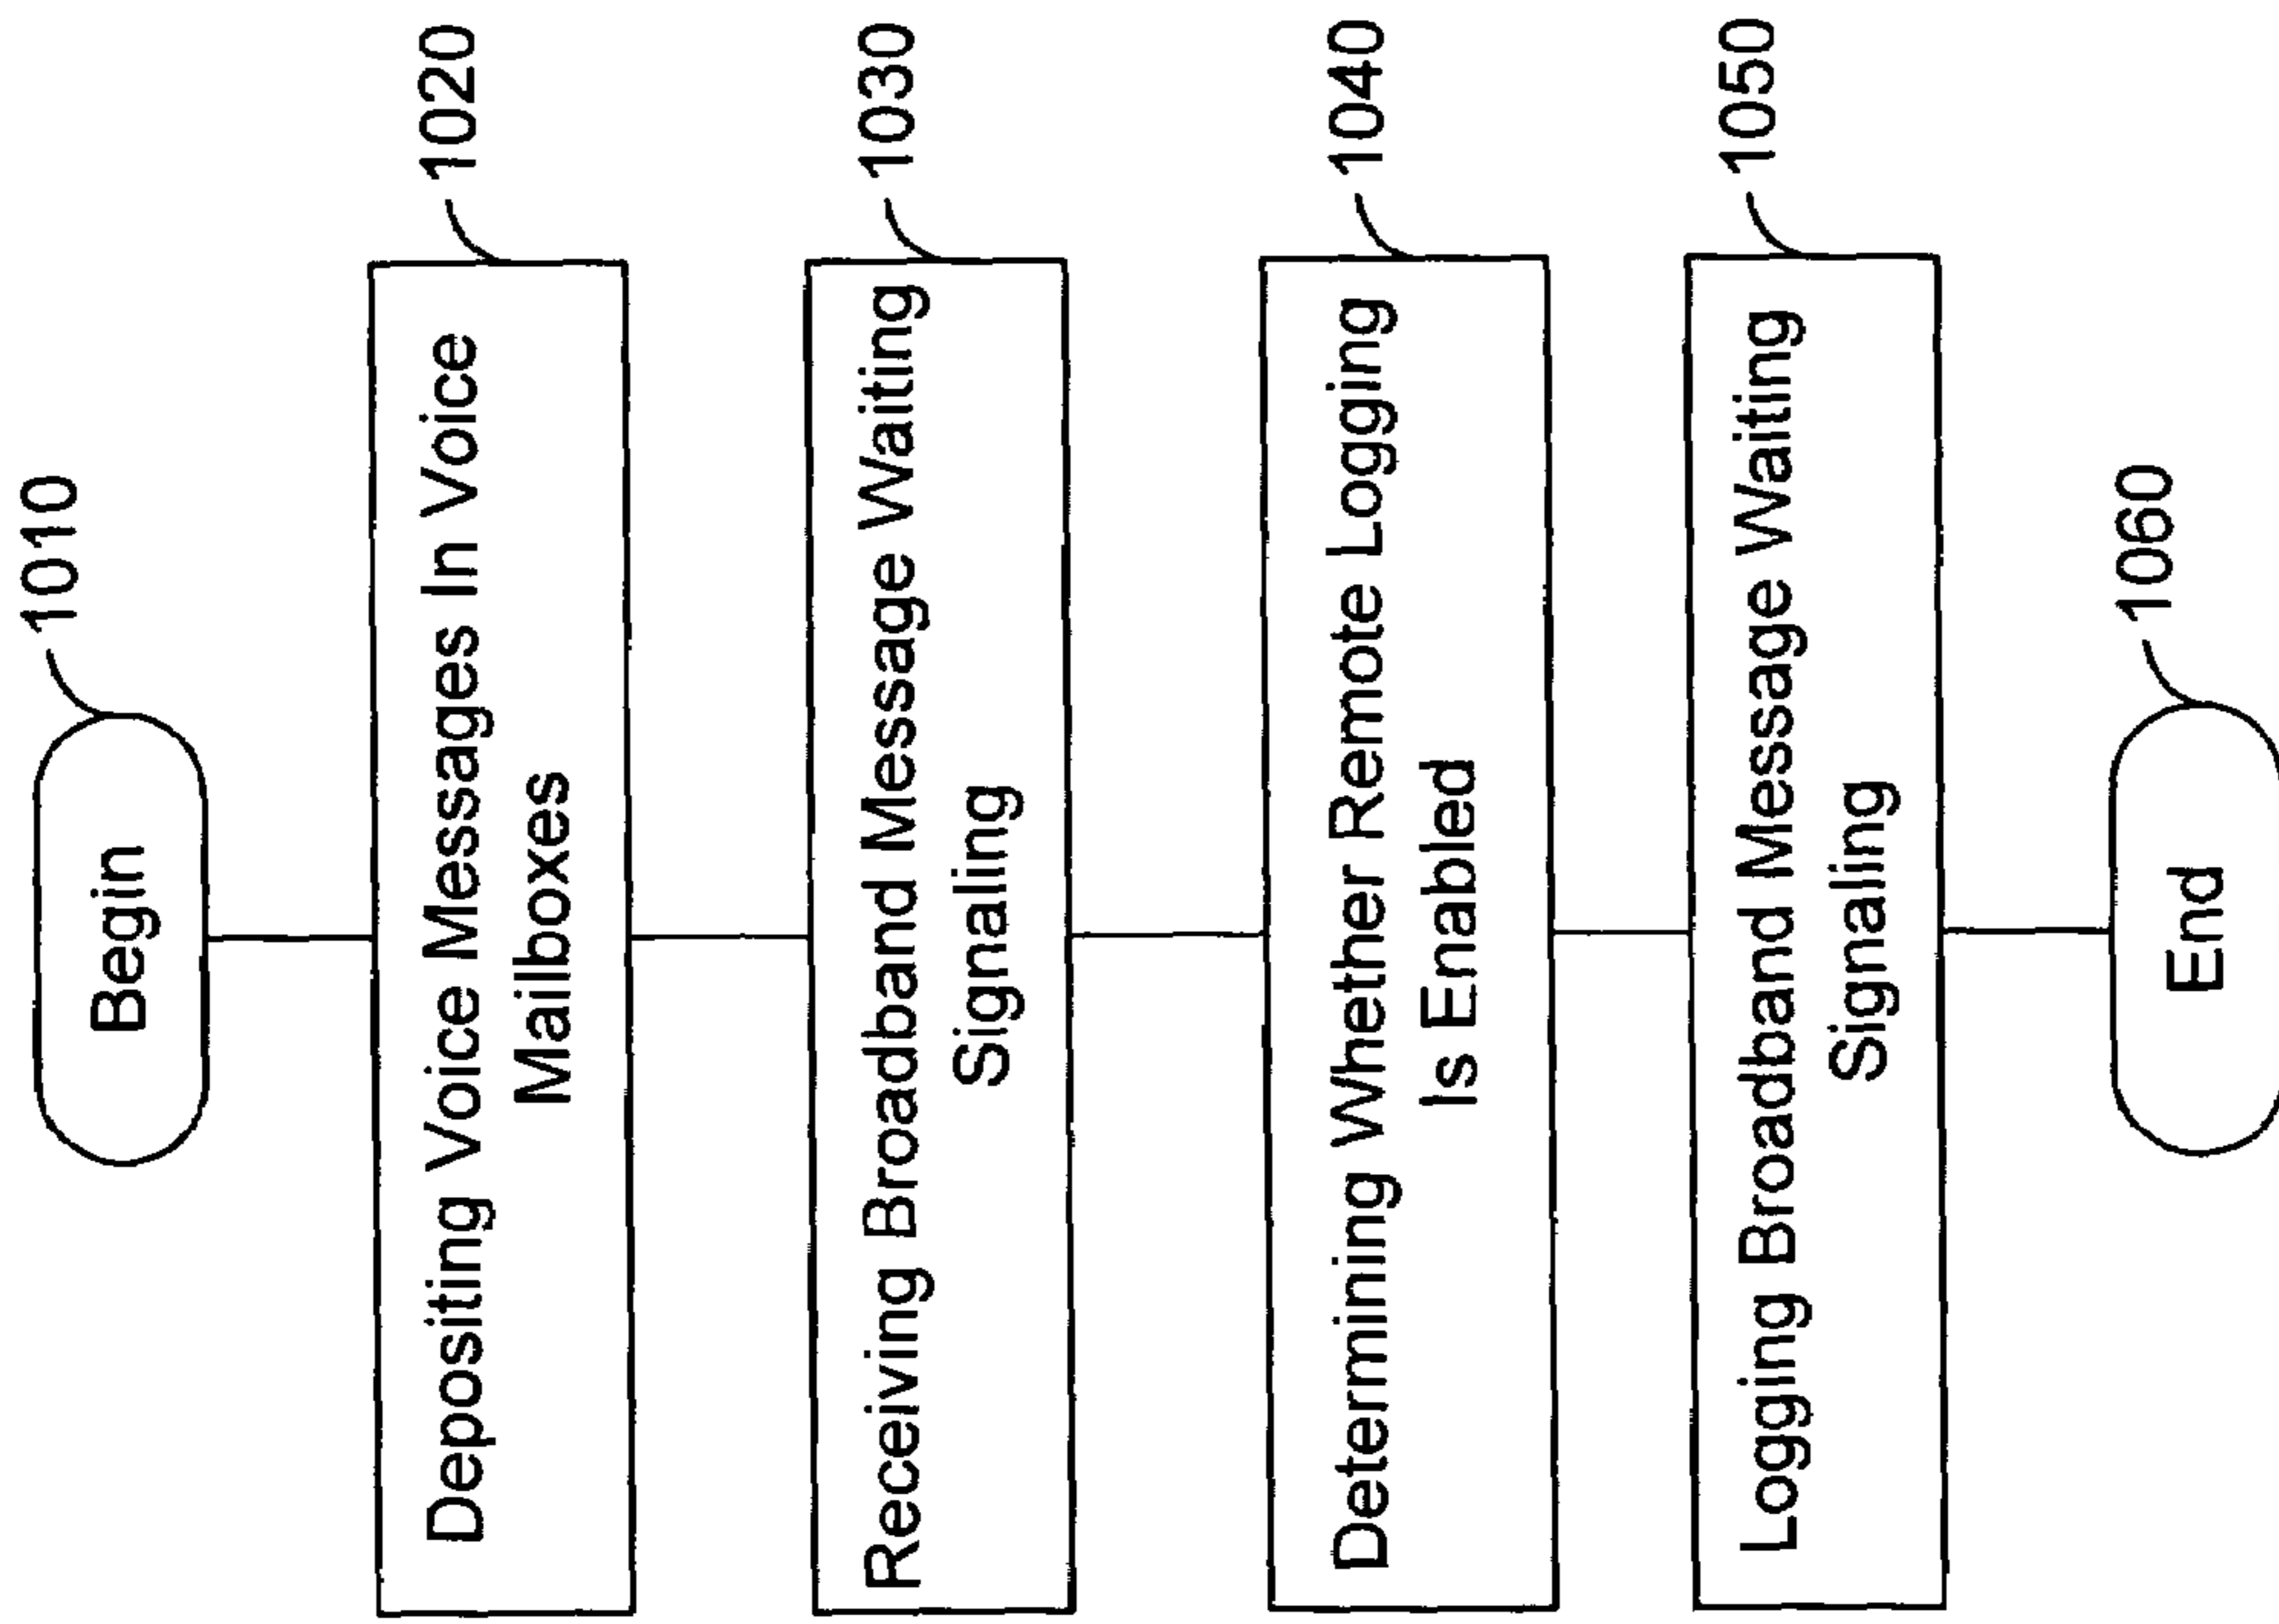 Begin
1010
Depositing Voice Messages In Voice
Mailboxes
1020
Receiving Broadband Message Waiting
Signaling
1030
Determining Whether Remote Logging
Is Enabled
1040
Logging Broadband Message Waiting
Signaling
1050
End
1060